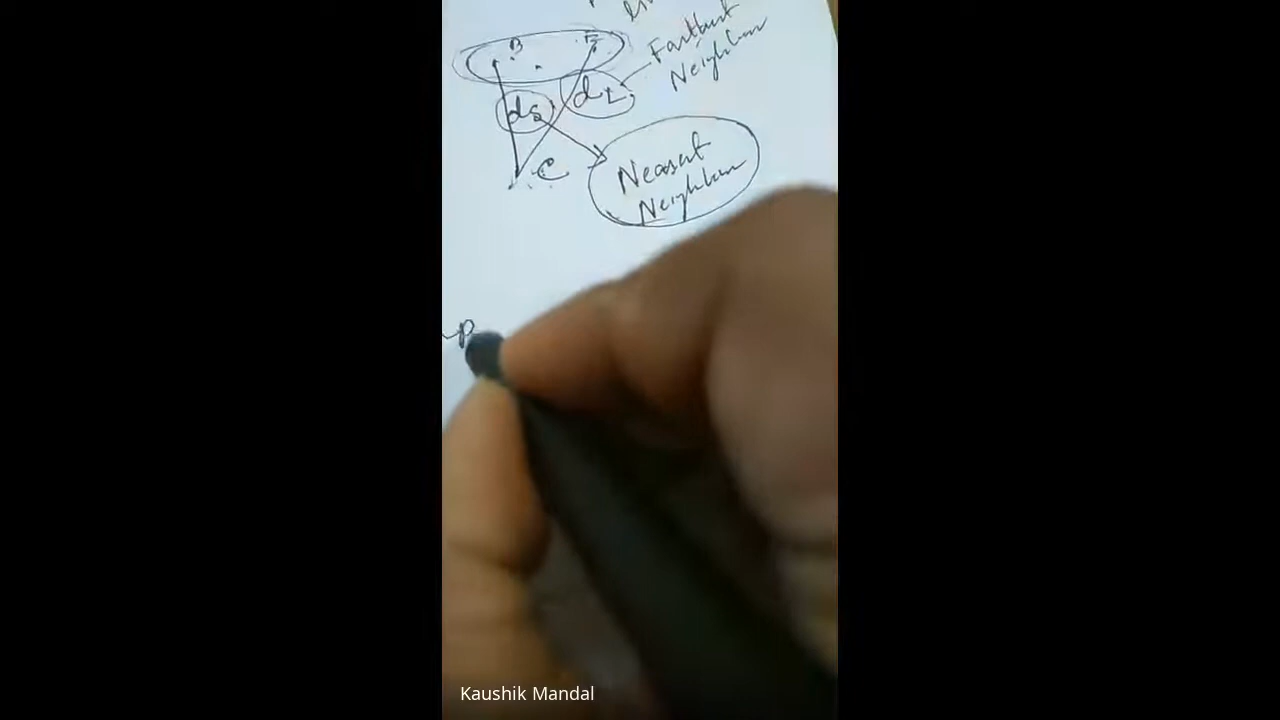 B E
Farthest
Neighbour
ds dL
C
Nearest
Neighbour
p
Kaushik Mandal